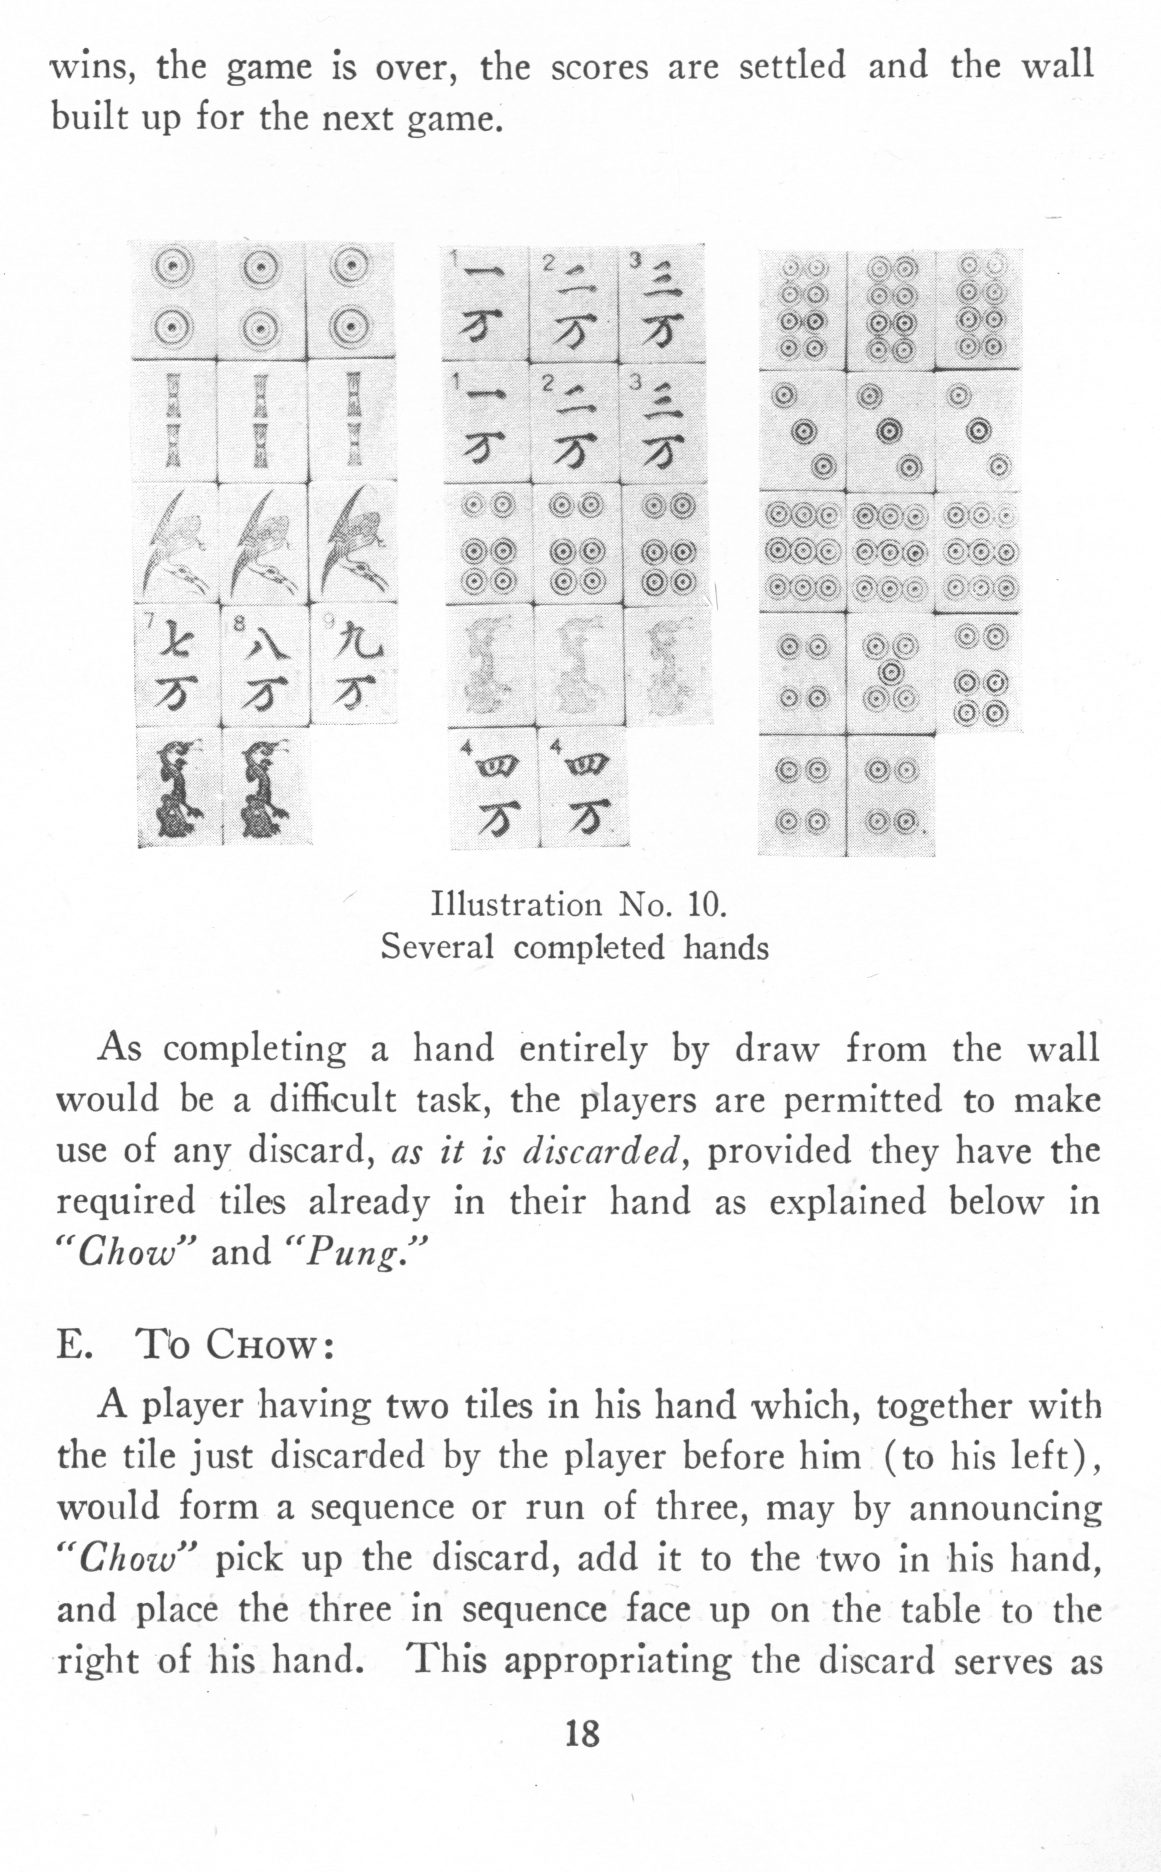 wins, the game is over, the scores are settled and the wall
built up for the next game.
1 一 万 2 二 万 3 三 万
1 一 万 2 二 万 3 三 万
7 七 万 8 八 万 9 九 万
4 四 万 4 四 万
Illustration No. 10.
Several completed hands
As completing a hand entirely by draw from the wall
would be a difficult task, the players are permitted to make
use of any discard, as it is discarded, provided they have the
required tiles already in their hand as explained below in
“Chow” and “Pung.”
E. To Chow:
A player having two tiles in his hand which, together with
the tile just discarded by the player before him (to his left),
would form a sequence or run of three, may by announcing
“Chow” pick up the discard, add it to the two in his hand,
and place the three in sequence face up on the table to the
right of his hand. This appropriating the discard serves as
18